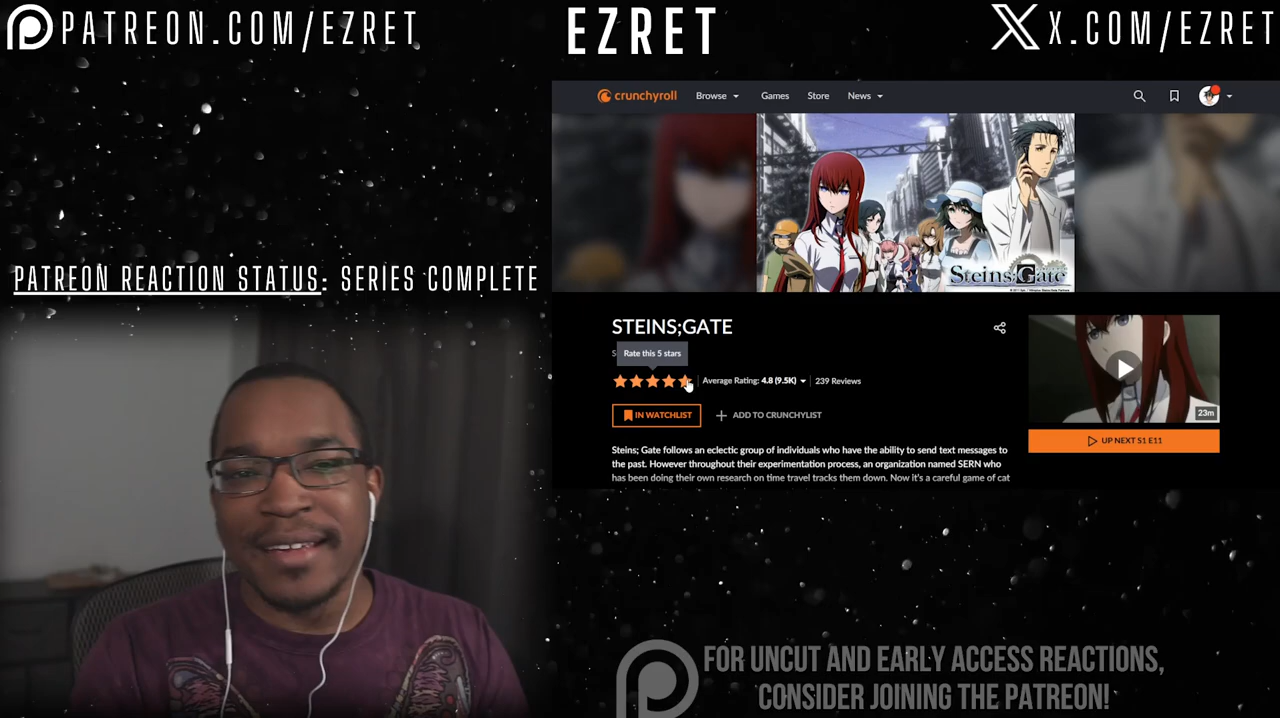 PATREON.COM/EZRET
EZRET
X.COM/EZRET
crunchyroll
Browse
Games
Store
News
Steins;Gate
PATREON REACTION STATUS: SERIES COMPLETE
STEINS;GATE
Rate this 5 stars
Average Rating: 4.8 (9.5K)
239 Reviews
IN WATCHLIST
ADD TO CRUNCHYLIST
23m
UP NEXT S1 E11
Steins; Gate follows an eclectic group of individuals who have the ability to send text messages to
the past. However throughout their experimentation process, an organization named SERN who
has been doing their own research on time travel tracks them down. Now it's a careful game of cat
FOR UNCUT AND EARLY ACCESS REACTIONS,
CONSIDER JOINING THE PATREON!